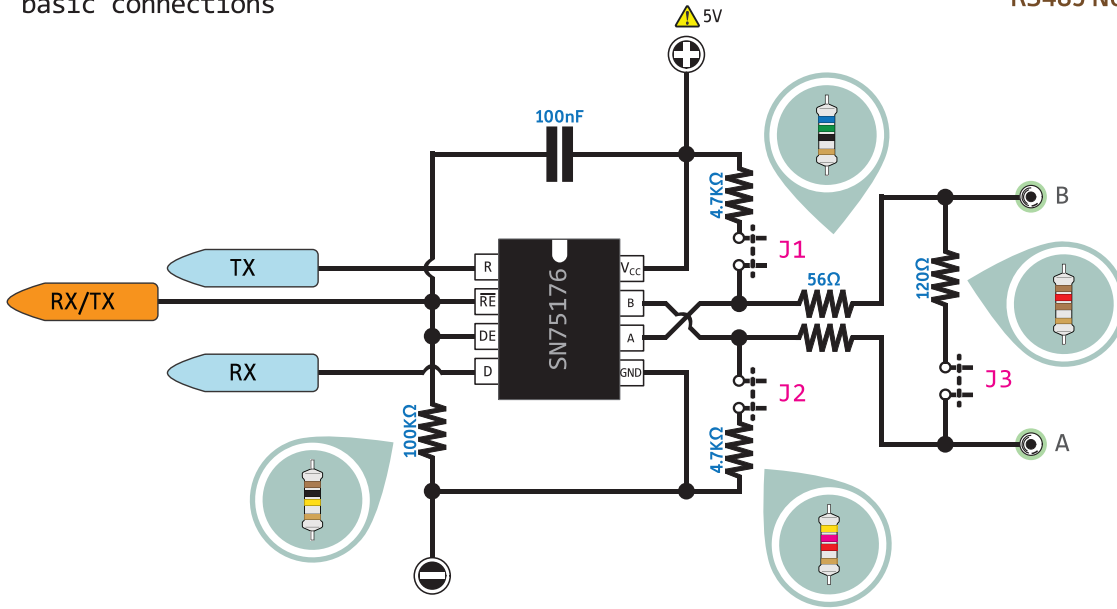 basic connections
5V
100nF
4.7KΩ
J1
B
TX
R
VCC
56Ω
120Ω
RX/TX
RE
B
SN75176
DE
A
RX
D
GND
J2
J3
100KΩ
4.7KΩ
A